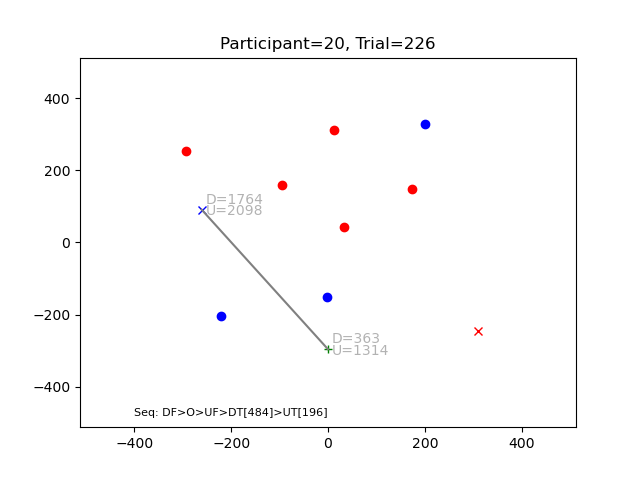 Participant=20, Trial=226
400
200
0
−200
−400
D=1764
U=2098
D=363
U=1314
Seq: DF>O>UF>DT[484]>UT[196]
−400
−200
0
200
400